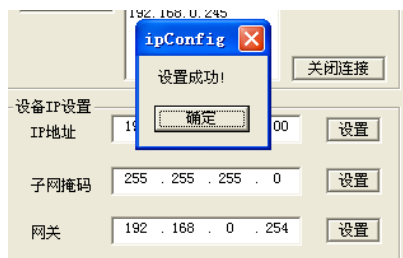 192.168.0.245
ipConfig
设置成功!
关闭连接
确定
设备IP设置
IP地址 19 00 设置
子网掩码 255 . 255 . 255 . 0 设置
网关 192 . 168 . 0 . 254 设置